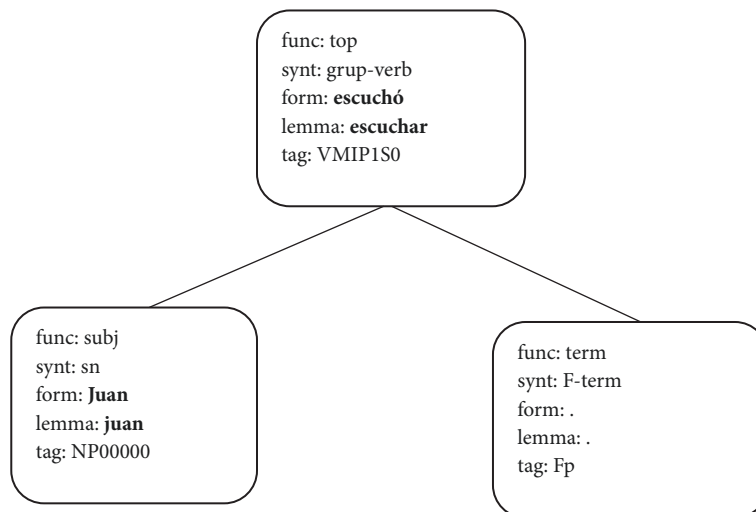 func: top
synt: grup-verb
form: escuchó
lemma: escuchar
tag: VMIP1S0
func: subj
synt: sn
form: Juan
lemma: juan
tag: NP00000
func: term
synt: F-term
form: .
lemma: .
tag: Fp